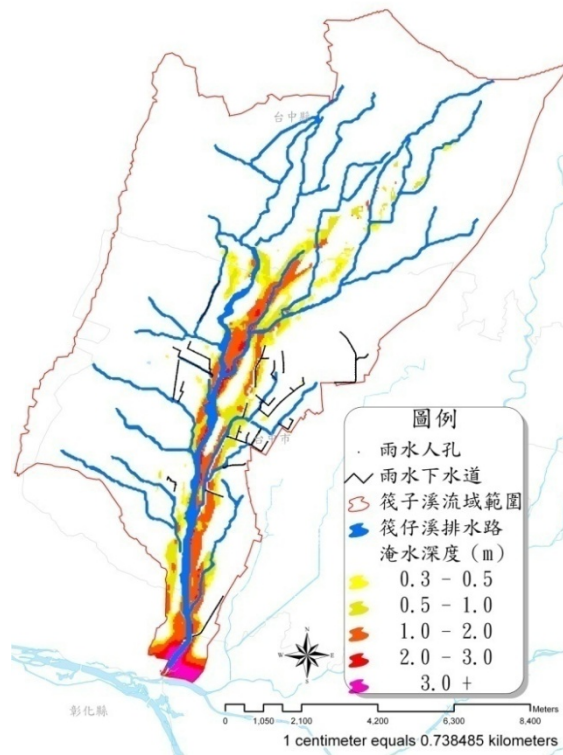 台中縣
台中市
圖例
雨水人孔
雨水下水道
筏子溪流域範圍
筏仔溪排水路
淹水深度(m)
0.3 - 0.5
0.5 - 1.0
1.0 - 2.0
2.0 - 3.0
3.0 +
N
W
E
S
彰化縣
Meters
0 1,050 2,100 4,200 6,300 8,400
1 centimeter equals 0.738485 kilometers